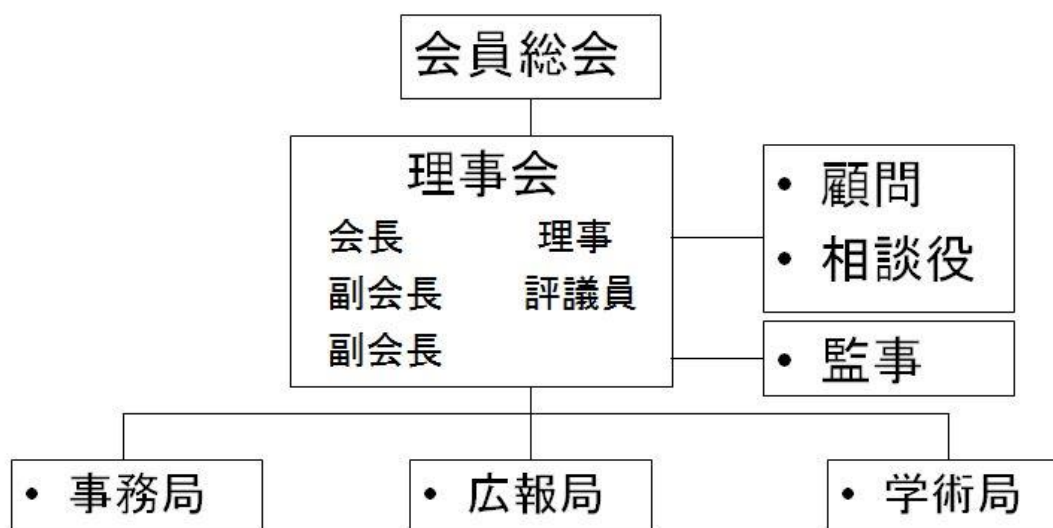 会員総会
理事会
会長 理事
副会長 評議員
副会長
• 顧問
• 相談役
• 監事
• 事務局
• 広報局
• 学術局